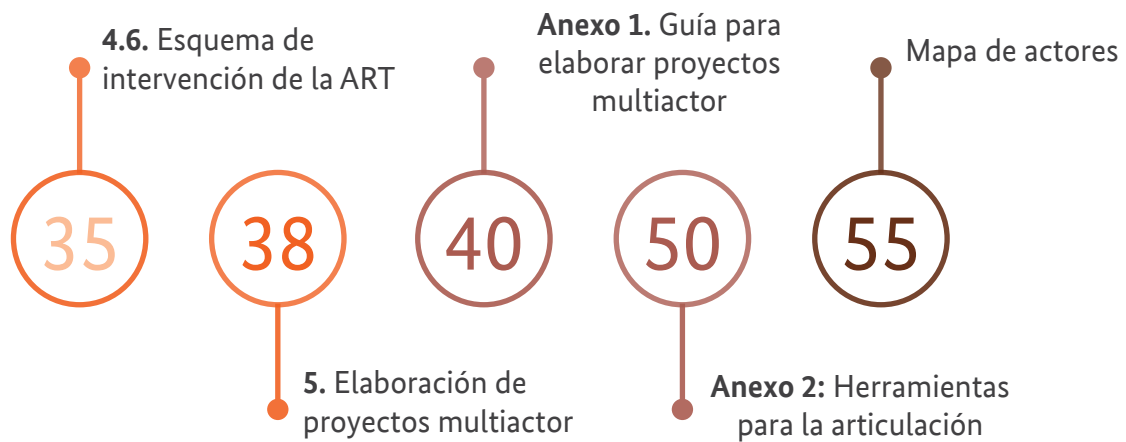 4.6. Esquema de
intervención de la ART
35
38
5. Elaboración de
proyectos multiactor
Anexo 1. Guía para
elaborar proyectos
multiactor
40
50
Anexo 2: Herramientas
para la articulación
Mapa de actores
55